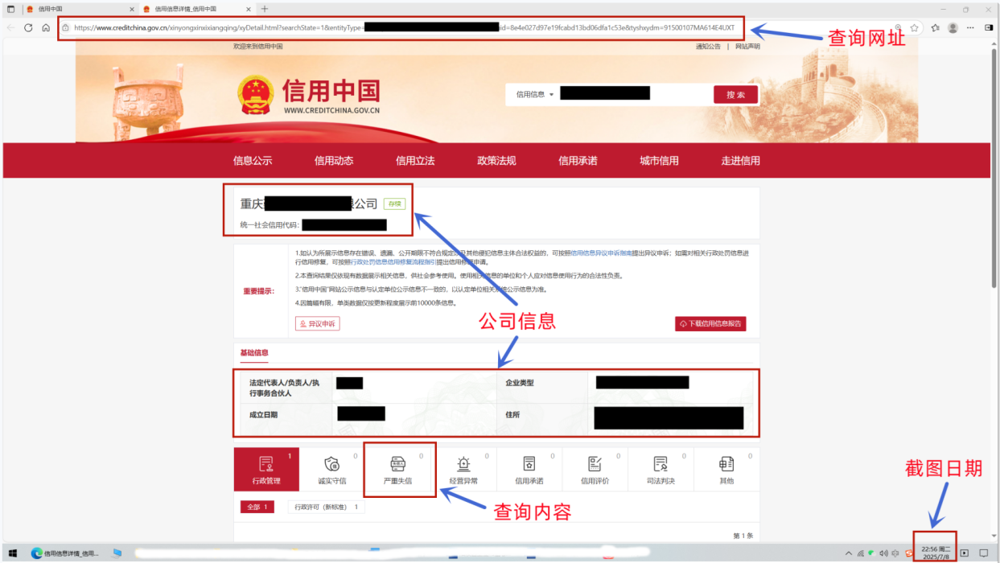 信用中国
信用信息详情_信用中国
https://www.creditchina.gov.cn/xinyongxinxixiangqing/xyDetail.html?searchState=1&entityType=
id=8e4e027d97e19fcabd13bd06dfa1c53e&tyshxydm=91500107MA614E4UXT
查询网址
欢迎来到信用中国
通知公告 | 网站声明
信用中国
WWW.CREDITCHINA.GOV.CN
信用信息
搜索
信息公示
信用动态
信用立法
政策法规
信用承诺
城市信用
走进信用
重庆
公司
存续
统一社会信用代码:
重要提示:
1.如认为所展示信息存在错误、遗漏、公开期限不符合规定以及其他侵犯信息主体合法权益的，可按照信用信息异议申诉指南提出异议申诉；如需对相关行政处罚信息进
行信用修复，可按照行政处罚信息信用修复流程指引提出信用修复申请。
2.本查询结果仅依现有数据展示相关信息，供社会参考使用。使用相关信息的单位和个人应对信息使用行为的合法性负责。
3."信用中国"网站公示信息与认定单位公示信息不一致的，以认定单位相关系统公示信息为准。
4.因篇幅有限，单类数据仅按更新程度展示前10000条信息。
异议申诉
公司信息
下载信用信息报告
基础信息
法定代表人/负责人/执
行事务合伙人
企业类型
成立日期
住所
1
行政管理
0
诚实守信
0
严重失信
0
经营异常
0
信用承诺
0
信用评价
0
司法判决
0
其他
截图日期
全部 1
行政许可（新标准） 1
查询内容
第 1 条
信用信息详情_信用...
22:56 周二
2025/7/8